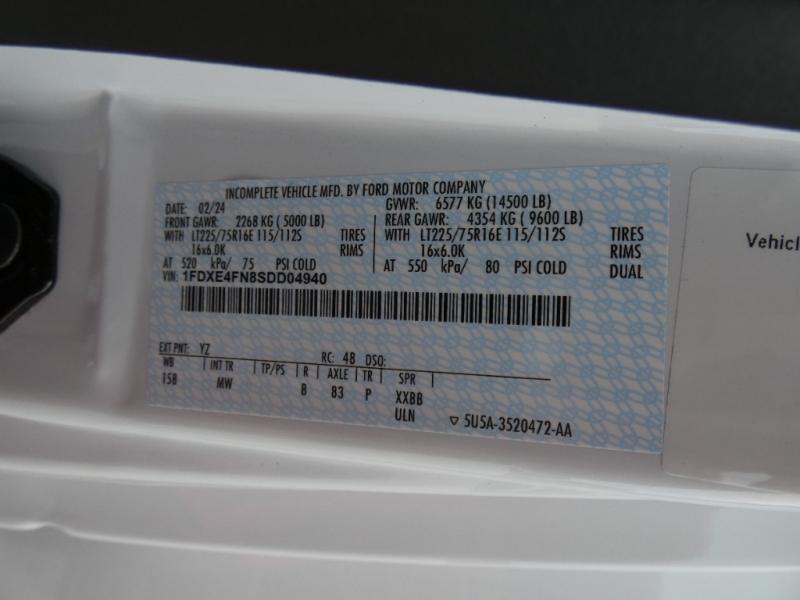 INCOMPLETE VEHICLE MFD. BY FORD MOTOR COMPANY
DATE: 02/24 GVWR: 6577 KG (14500 LB)
FRONT GAWR: 2268 KG ( 5000 LB) REAR GAWR: 4354 KG ( 9600 LB)
WITH LT225/75R16E 115/112S TIRES WITH LT225/75R16E 115/112S TIRES
16x6.0K RIMS 16x6.0K RIMS
AT 520 kPa/ 75 PSI COLD AT 550 kPa/ 80 PSI COLD DUAL
VIN: 1FDXE4FN8SDD04940
EXT PNT: YZ RC: 48 DSO:
WB INT TR TP/PS R AXLE TR SPR
158 MW B 83 P XXBB
ULN
▽ 5U5A-3520472-AA
Vehicl